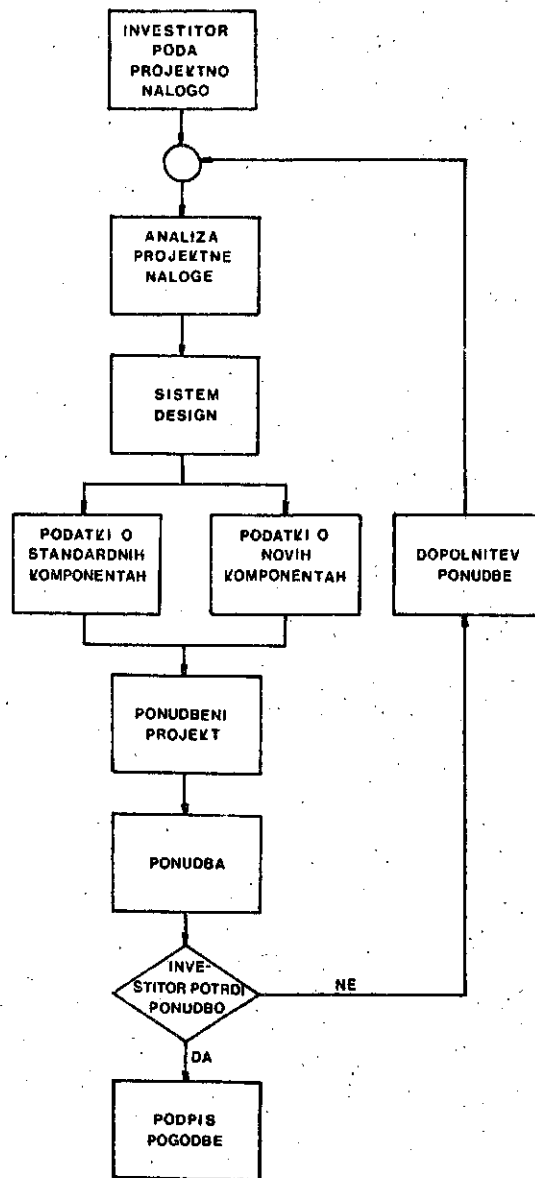 INVESTITOR
PODA
PROJEKTNO
NALOGO
ANALIZA
PROJEKTNE
NALOGE
SISTEM
DESIGN
PODATKI O
STANDARDNIH
KOMPONENTAH
PODATKI O
NOVIH
KOMPONENTAH
DOPOLNITEV
PONUDBE
PONUDBENI
PROJEKT
PONUDBA
INVE-
STITOR POTRDI
PONUDBO
NE
DA
PODPIS
POGODBE